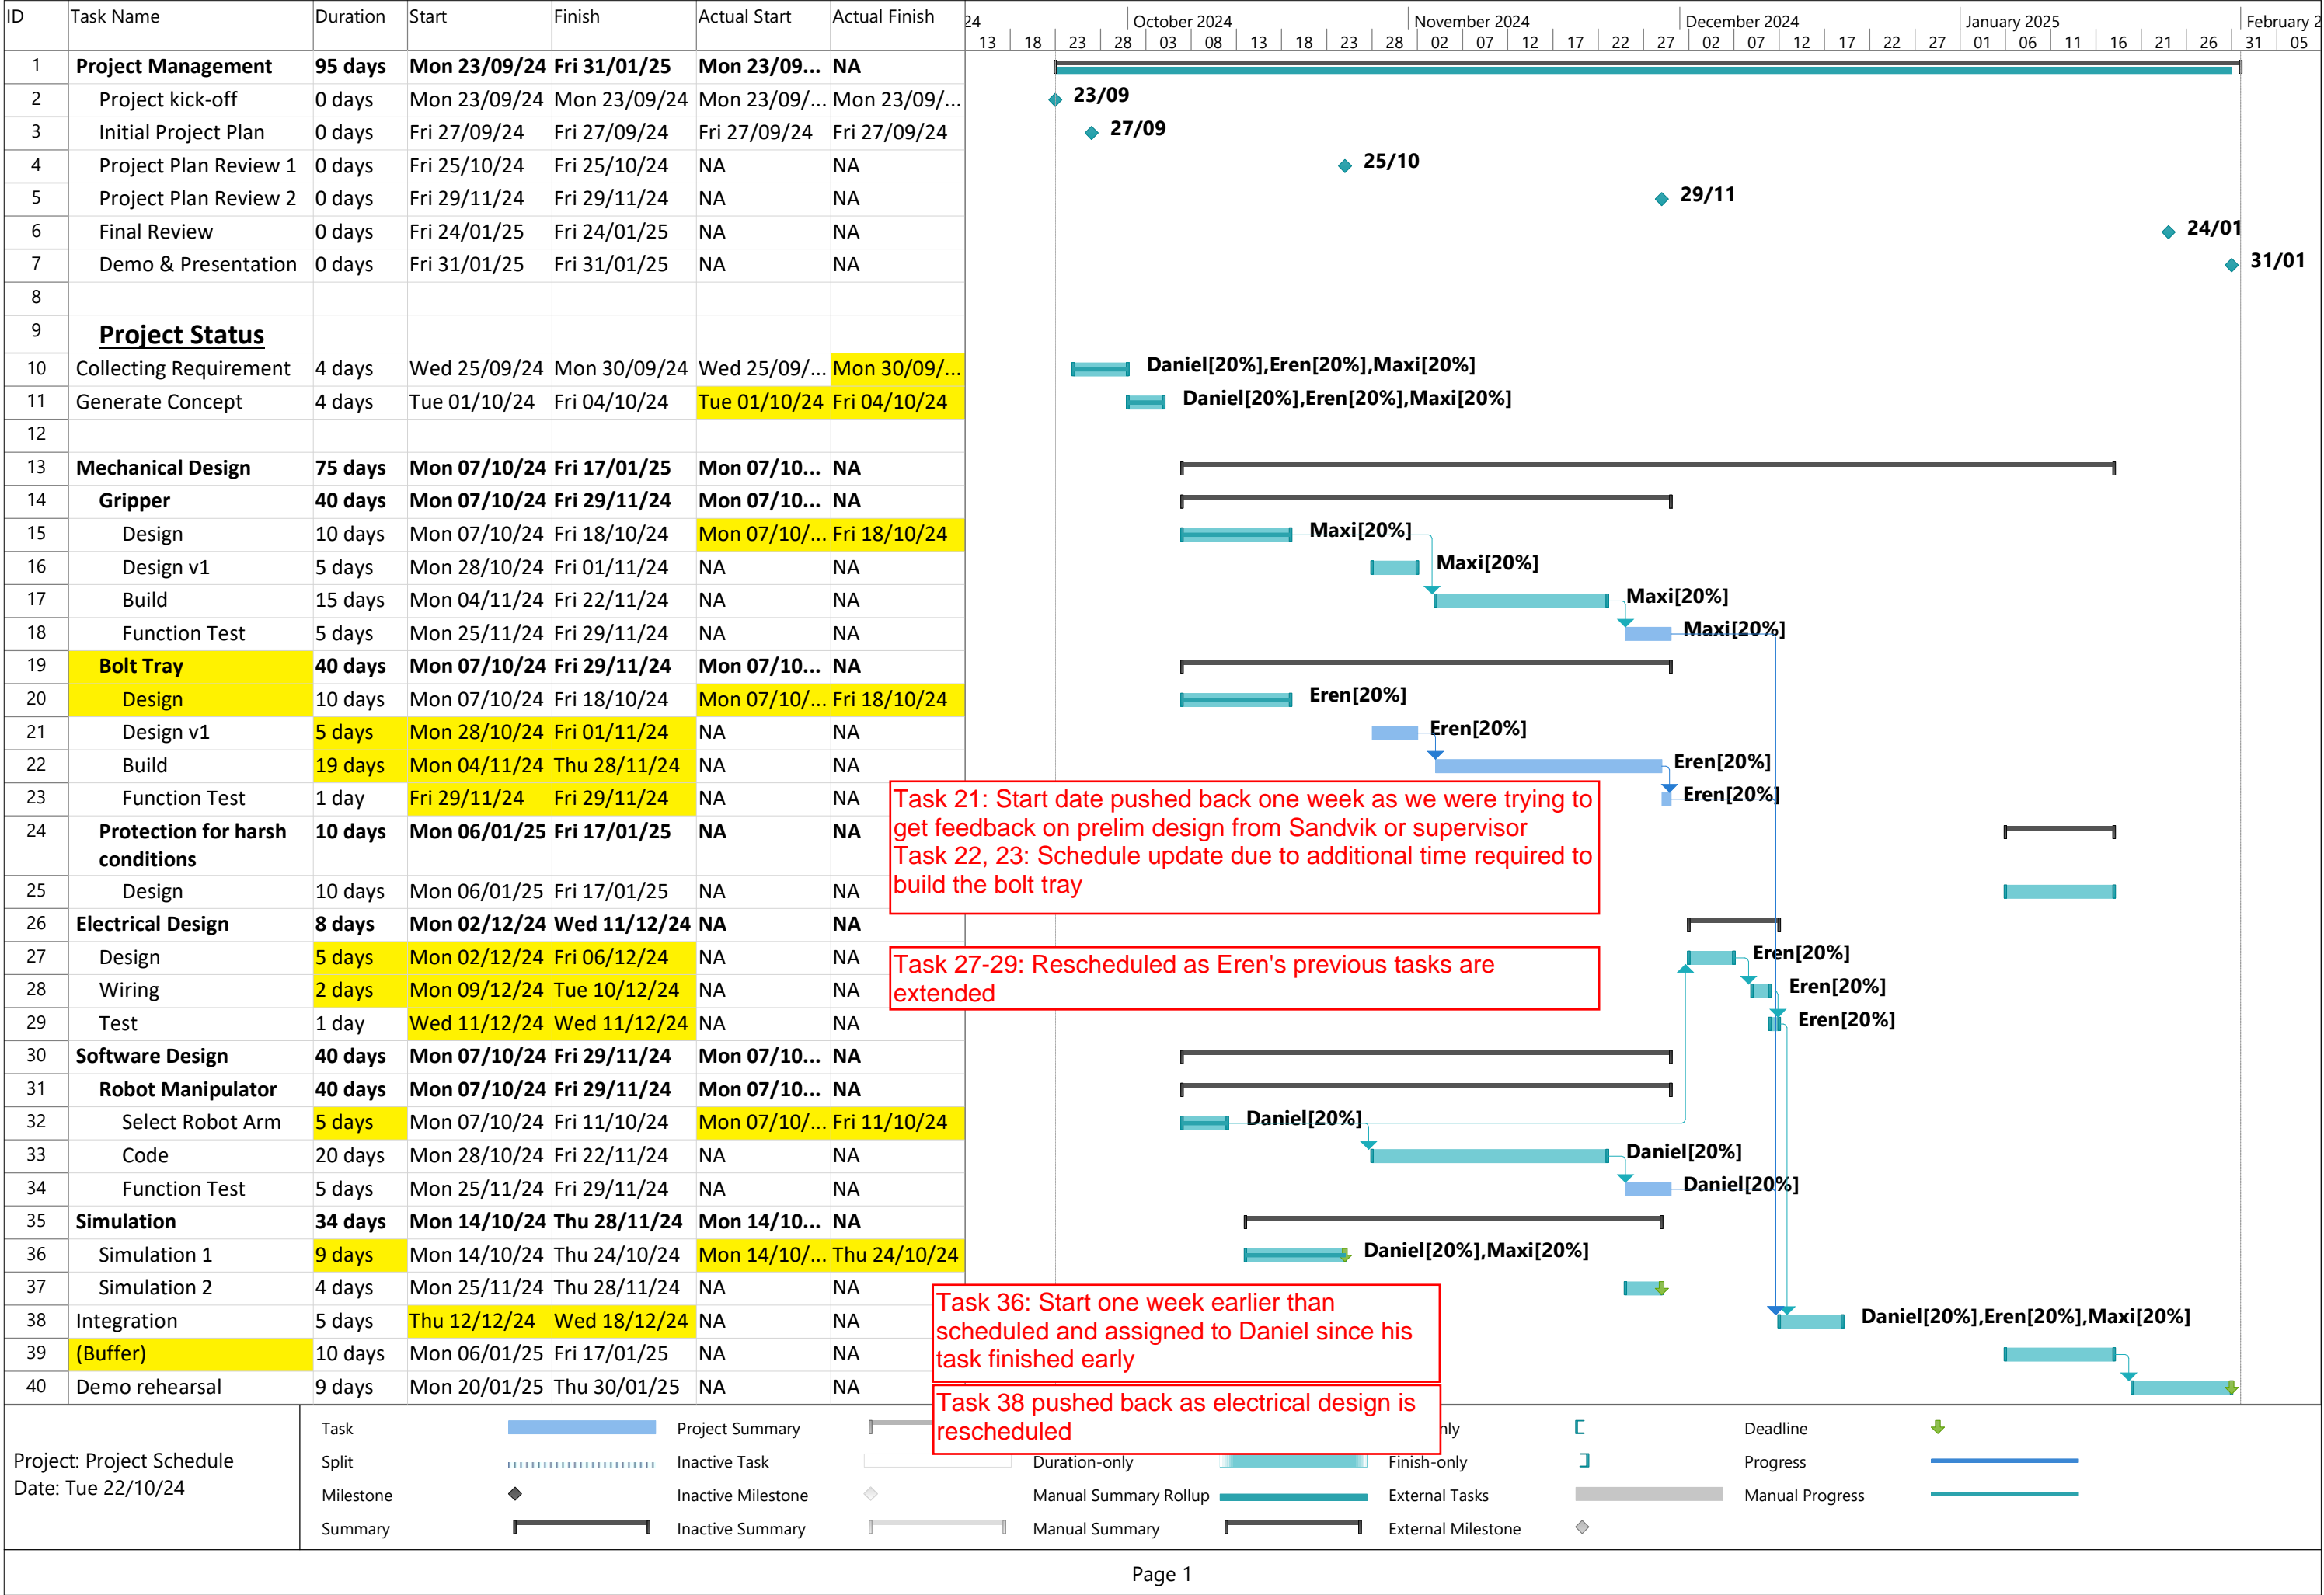 ID Task Name Duration Start Finish Actual Start Actual Finish
24 October 2024 November 2024 December 2024 January 2025 February 2
13 18 23 28 03 08 13 18 23 28 02 07 12 17 22 27 02 07 12 17 22 27 01 06 11 16 21 26 31 05
1 Project Management 95 days Mon 23/09/24 Fri 31/01/25 Mon 23/09... NA
2 Project kick-off 0 days Mon 23/09/24 Mon 23/09/24 Mon 23/09/... Mon 23/09/... 23/09
3 Initial Project Plan 0 days Fri 27/09/24 Fri 27/09/24 Fri 27/09/24 Fri 27/09/24 27/09
4 Project Plan Review 1 0 days Fri 25/10/24 Fri 25/10/24 NA NA 25/10
5 Project Plan Review 2 0 days Fri 29/11/24 Fri 29/11/24 NA NA 29/11
6 Final Review 0 days Fri 24/01/25 Fri 24/01/25 NA NA 24/01
7 Demo & Presentation 0 days Fri 31/01/25 Fri 31/01/25 NA NA 31/01
8
9 Project Status
10 Collecting Requirement 4 days Wed 25/09/24 Mon 30/09/24 Wed 25/09/... Mon 30/09/... Daniel[20%],Eren[20%],Maxi[20%]
11 Generate Concept 4 days Tue 01/10/24 Fri 04/10/24 Tue 01/10/24 Fri 04/10/24 Daniel[20%],Eren[20%],Maxi[20%]
12
13 Mechanical Design 75 days Mon 07/10/24 Fri 17/01/25 Mon 07/10... NA
14 Gripper 40 days Mon 07/10/24 Fri 29/11/24 Mon 07/10... NA
15 Design 10 days Mon 07/10/24 Fri 18/10/24 Mon 07/10/... Fri 18/10/24 Maxi[20%]
16 Design v1 5 days Mon 28/10/24 Fri 01/11/24 NA NA Maxi[20%]
17 Build 15 days Mon 04/11/24 Fri 22/11/24 NA NA Maxi[20%]
18 Function Test 5 days Mon 25/11/24 Fri 29/11/24 NA NA Maxi[20%]
19 Bolt Tray 40 days Mon 07/10/24 Fri 29/11/24 Mon 07/10... NA
20 Design 10 days Mon 07/10/24 Fri 18/10/24 Mon 07/10/... Fri 18/10/24 Eren[20%]
21 Design v1 5 days Mon 28/10/24 Fri 01/11/24 NA NA Eren[20%]
22 Build 19 days Mon 04/11/24 Thu 28/11/24 NA NA Eren[20%]
23 Function Test 1 day Fri 29/11/24 Fri 29/11/24 NA NA Eren[20%]
Task 21: Start date pushed back one week as we were trying to
get feedback on prelim design from Sandvik or supervisor
Task 22, 23: Schedule update due to additional time required to
build the bolt tray
24 Protection for harsh 10 days Mon 06/01/25 Fri 17/01/25 NA NA
conditions
25 Design 10 days Mon 06/01/25 Fri 17/01/25 NA NA
26 Electrical Design 8 days Mon 02/12/24 Wed 11/12/24 NA NA
27 Design 5 days Mon 02/12/24 Fri 06/12/24 NA NA Eren[20%]
Task 27-29: Rescheduled as Eren's previous tasks are
extended
28 Wiring 2 days Mon 09/12/24 Tue 10/12/24 NA NA Eren[20%]
29 Test 1 day Wed 11/12/24 Wed 11/12/24 NA NA Eren[20%]
30 Software Design 40 days Mon 07/10/24 Fri 29/11/24 Mon 07/10... NA
31 Robot Manipulator 40 days Mon 07/10/24 Fri 29/11/24 Mon 07/10... NA
32 Select Robot Arm 5 days Mon 07/10/24 Fri 11/10/24 Mon 07/10/... Fri 11/10/24 Daniel[20%]
33 Code 20 days Mon 28/10/24 Fri 22/11/24 NA NA Daniel[20%]
34 Function Test 5 days Mon 25/11/24 Fri 29/11/24 NA NA Daniel[20%]
35 Simulation 34 days Mon 14/10/24 Thu 28/11/24 Mon 14/10... NA
36 Simulation 1 9 days Mon 14/10/24 Thu 24/10/24 Mon 14/10/... Thu 24/10/24 Daniel[20%],Maxi[20%]
37 Simulation 2 4 days Mon 25/11/24 Thu 28/11/24 NA NA
38 Integration 5 days Thu 12/12/24 Wed 18/12/24 NA NA Daniel[20%],Eren[20%],Maxi[20%]
Task 36: Start one week earlier than
scheduled and assigned to Daniel since his
task finished early
39 (Buffer) 10 days Mon 06/01/25 Fri 17/01/25 NA NA
40 Demo rehearsal 9 days Mon 20/01/25 Thu 30/01/25 NA NA
Task 38 pushed back as electrical design is
rescheduled
Project: Project Schedule
Date: Tue 22/10/24
Task Project Summary nly Deadline
Split Inactive Task Duration-only Finish-only Progress
Milestone Inactive Milestone Manual Summary Rollup External Tasks Manual Progress
Summary Inactive Summary Manual Summary External Milestone
Page 1